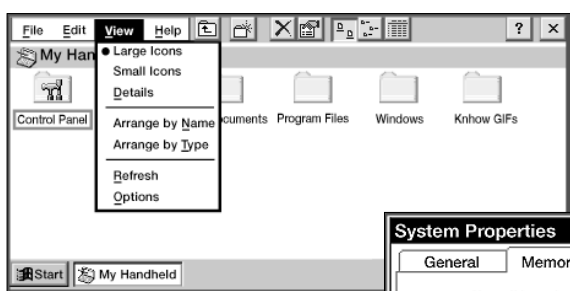 File Edit View Help ? ×
My Han
Large Icons
Small Icons
Details
Arrange by Name
Arrange by Type
Refresh
Options
Control Panel cuments Program Files Windows Knhow GIFs
System Properties
General Memor
Start My Handheld